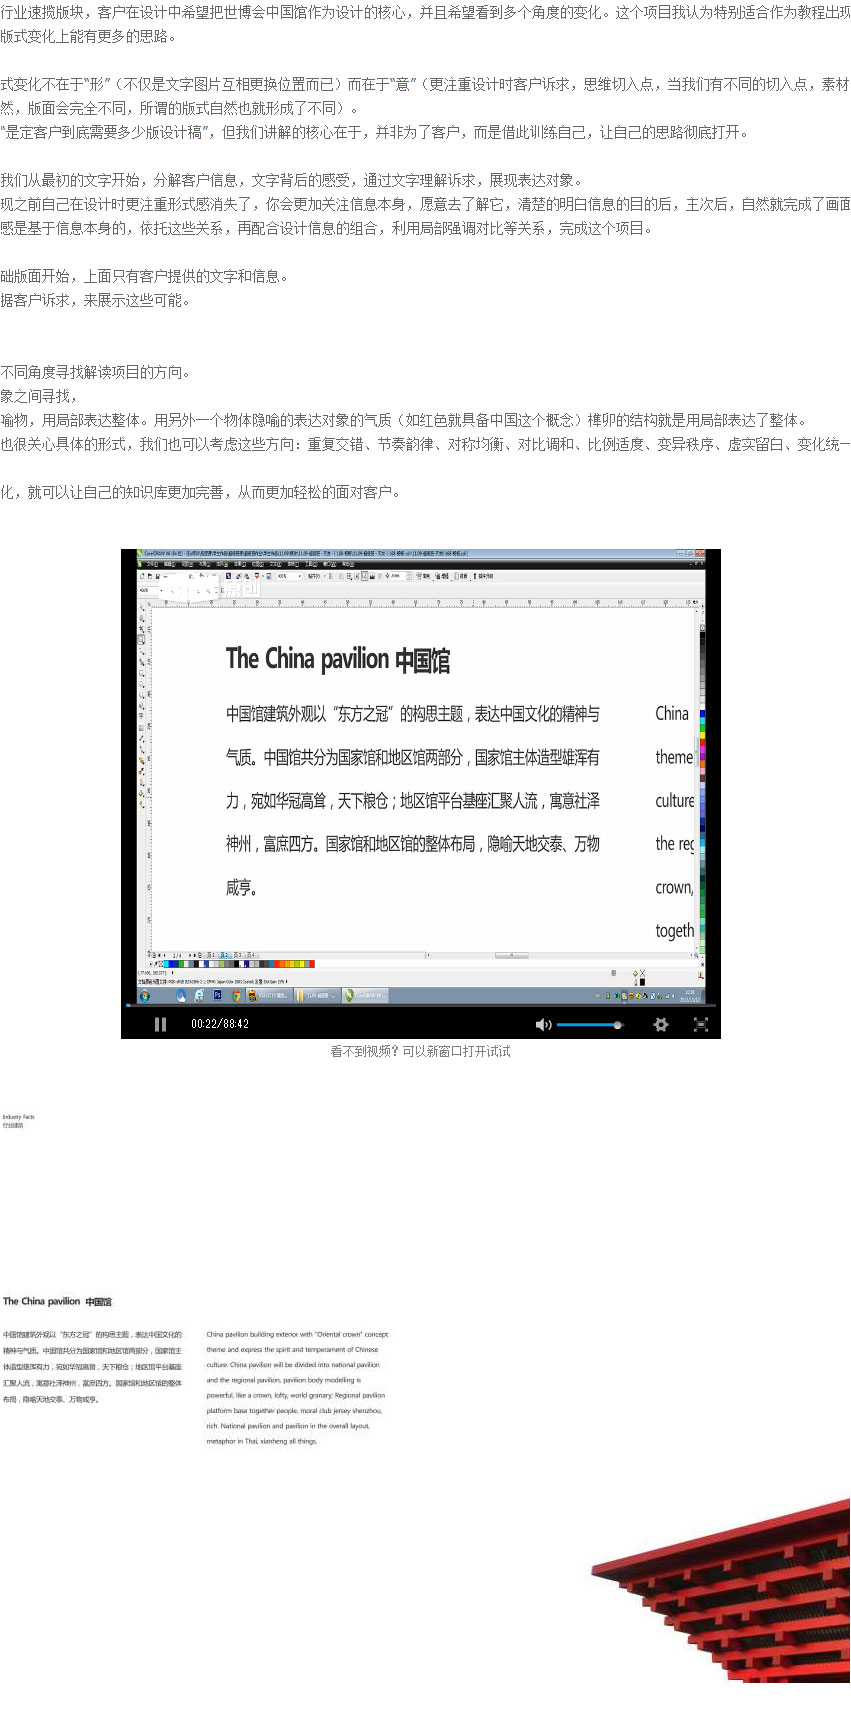 行业速揽版块，客户在设计中希望把世博会中国馆作为设计的核心，并且希望看到多个角度的变化。这个项目我认为特别适合作为教程出现
版式变化上能有更多的思路。
式变化不在于“形”（不仅是文字图片互相更换位置而已）而在于“意”（更注重设计时客户诉求，思维切入点，当我们有不同的切入点，素材
然，版面会完全不同，所谓的版式自然也就形成了不同）。
“是定客户到底需要多少版设计稿”，但我们讲解的核心在于，并非为了客户，而是借此训练自己，让自己的思路彻底打开。
我们从最初的文字开始，分解客户信息，文字背后的感受，通过文字理解诉求，展现表达对象。
现之前自己在设计时更注重形式感消失了，你会更加关注信息本身，愿意去了解它，清楚的明白信息的目的后，主次后，自然就完成了画面
感是基于信息本身的，依托这些关系，再配合设计信息的组合，利用局部强调对比等关系，完成这个项目。
础版面开始，上面只有客户提供的文字和信息。
据客户诉求，来展示这些可能。
不同角度寻找解读项目的方向。
象之间寻找，
喻物，用局部表达整体。用另外一个物体隐喻的表达对象的气质（如红色就具备中国这个概念）榫卯的结构就是用局部表达了整体。
也很关心具体的形式，我们也可以考虑这些方向：重复交错、节奏韵律、对称均衡、对比调和、比例适度、变异秩序、虚实留白、变化统一
化，就可以让自己的知识库更加完善，从而更加轻松的面对客户。
原创
The China pavilion 中国馆
中国馆建筑外观以“东方之冠”的构思主题，表达中国文化的精神与
气质。中国馆共分为国家馆和地区馆两部分，国家馆主体造型雄浑有
力，宛如华冠高耸，天下粮仓；地区馆平台基座汇聚人流，寓意社泽
神州，富庶四方。国家馆和地区馆的整体布局，隐喻天地交泰、万物
咸亨。
China
theme
culture
the reg
crown,
togeth
00:22/88:42
看不到视频？可以新窗口打开试试
Industry Facts
行业速览
The China pavilion 中国馆
中国馆建筑外观以“东方之冠”的构思主题，表达中国文化的
精神与气质。中国馆共分为国家馆和地区馆两部分，国家馆主
体造型雄浑有力，宛如华冠高耸，天下粮仓；地区馆平台基座
汇聚人流，寓意社泽神州，富庶四方。国家馆和地区馆的整体
布局，隐喻天地交泰、万物咸亨。
China pavilion building exterior with "Oriental crown" concept
theme and express the spirit and temperament of Chinese
culture. China pavilion will be divided into national pavilion
and the regional pavilion, pavilion body modelling is
powerful, like a crown, lofty, world granary; Regional pavilion
platform base together people, moral club jersey shenzhou,
rich. National pavilion and pavilion in the overall layout,
metaphor in Thai, xianheng all things.